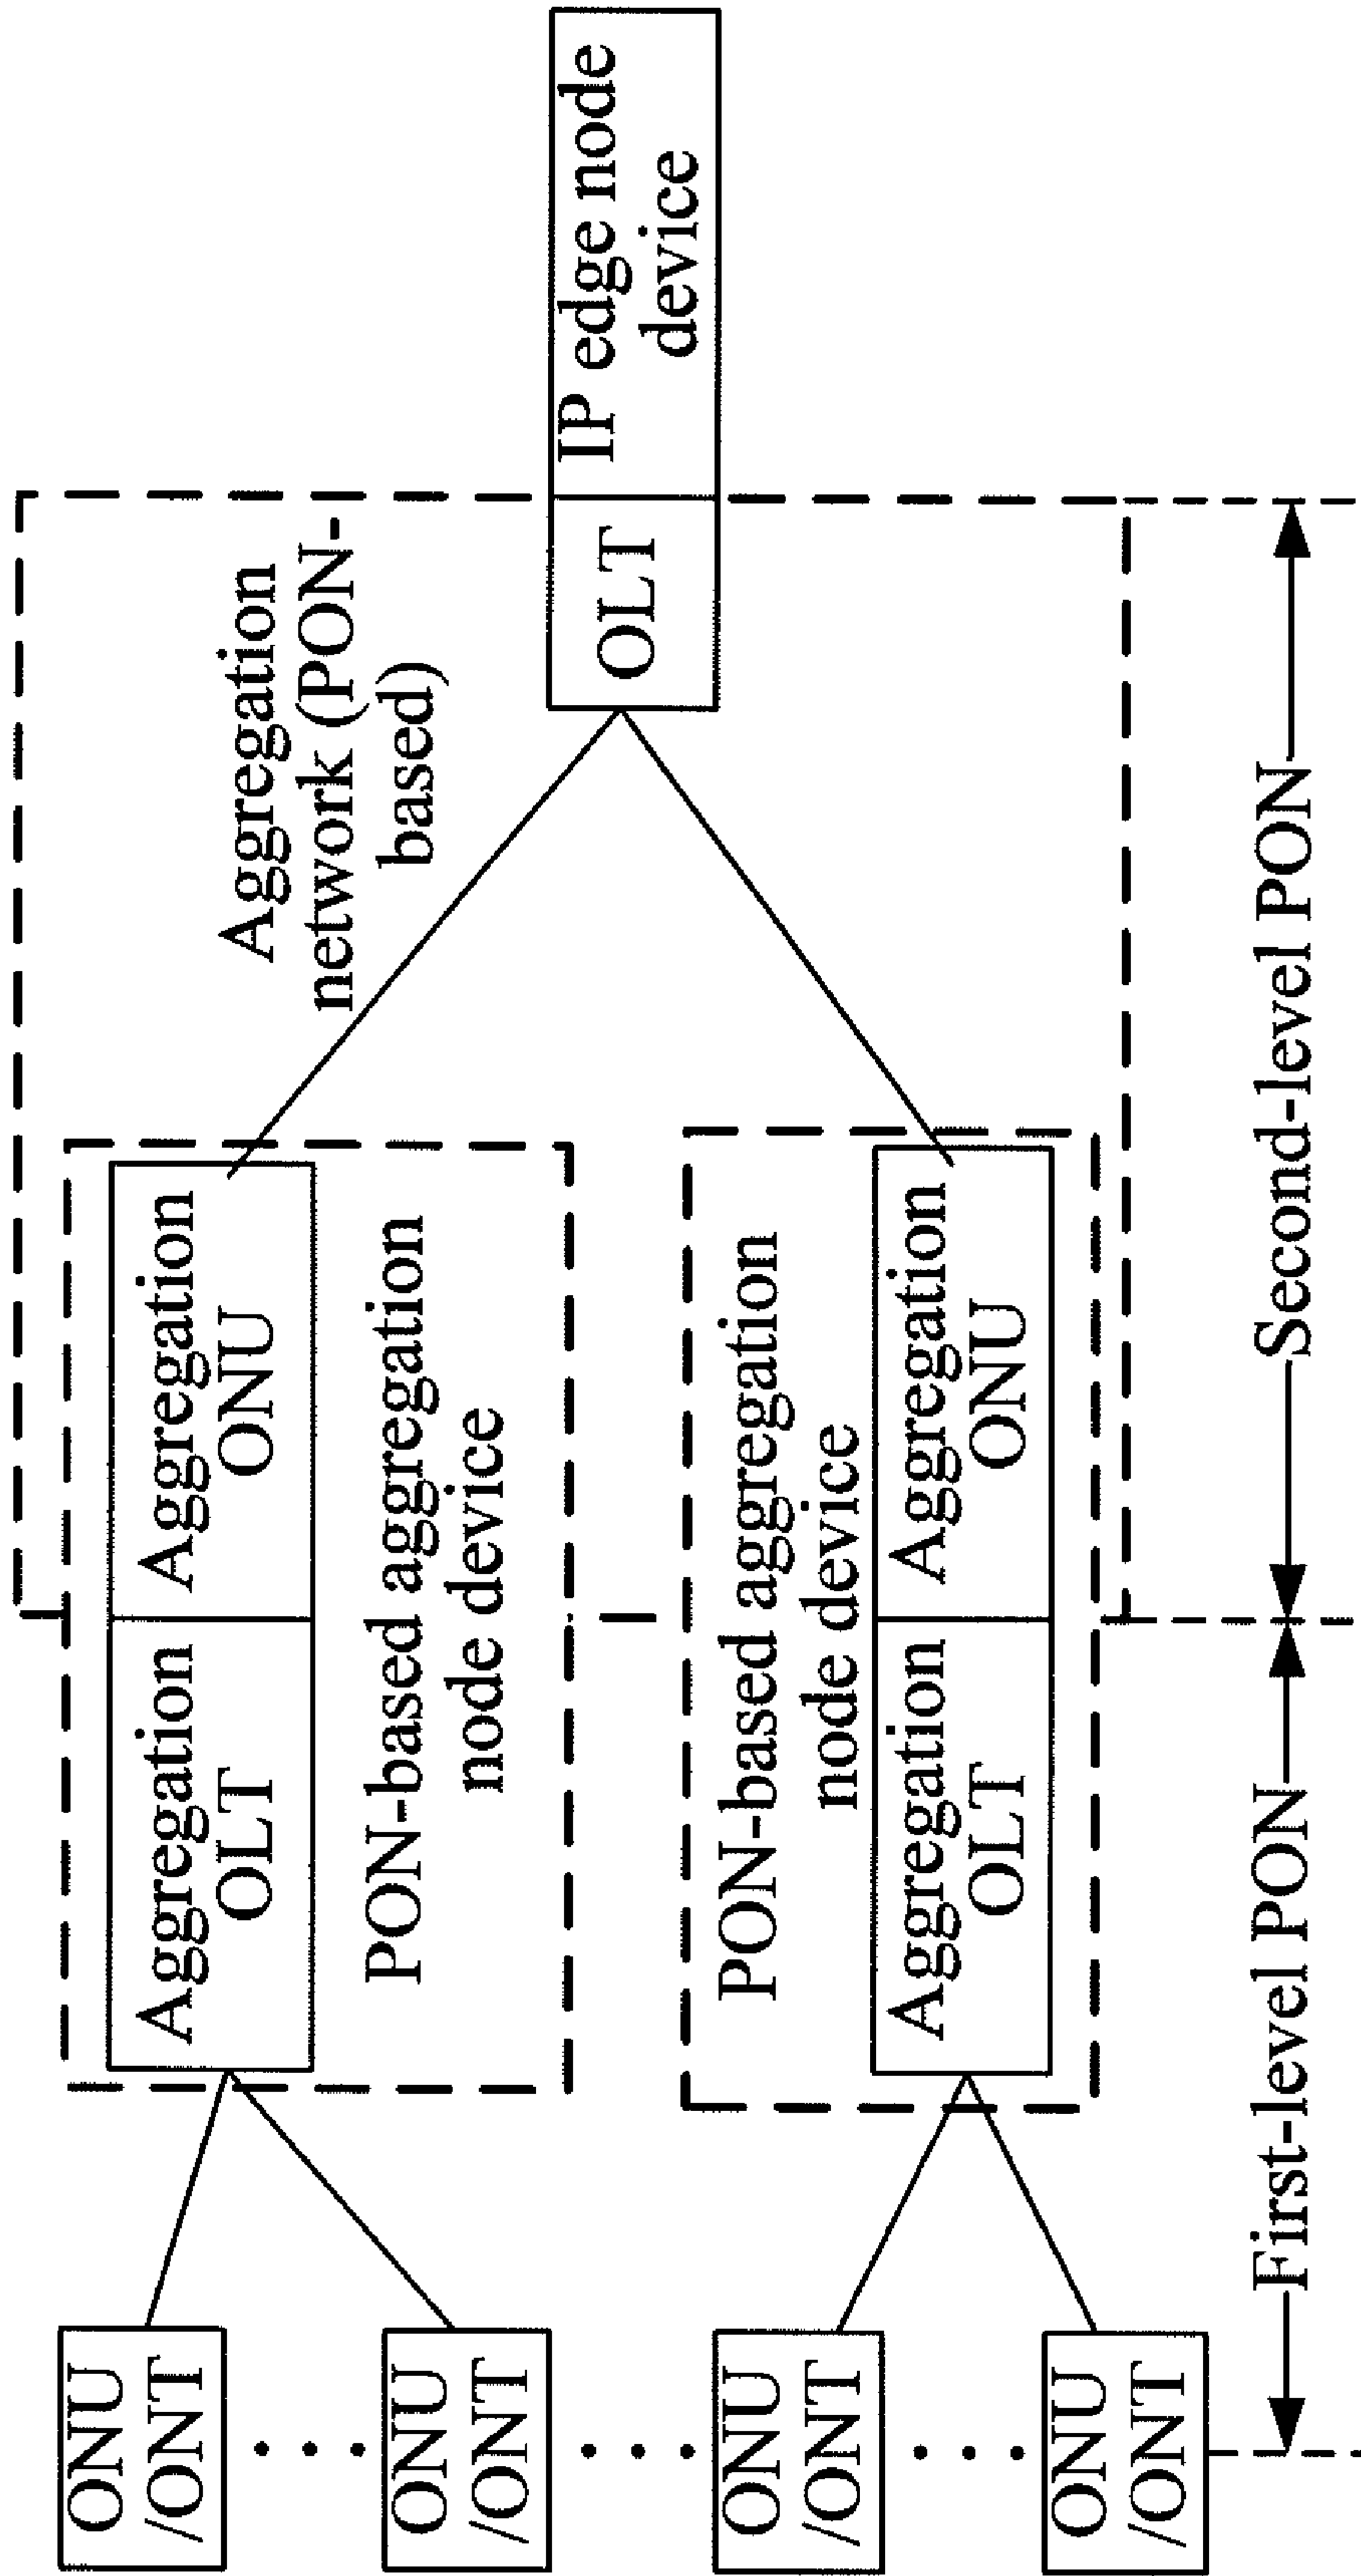 ONU
/ONT
ONU
/ONT
ONU
/ONT
ONU
/ONT
Aggregation
OLT
Aggregation
ONU
PON-based aggregation
node device
PON-based aggregation
node device
Aggregation
OLT
Aggregation
ONU
Aggregation
network (PON-
based)
OLT
IP edge node
device
First-level PON
Second-level PON